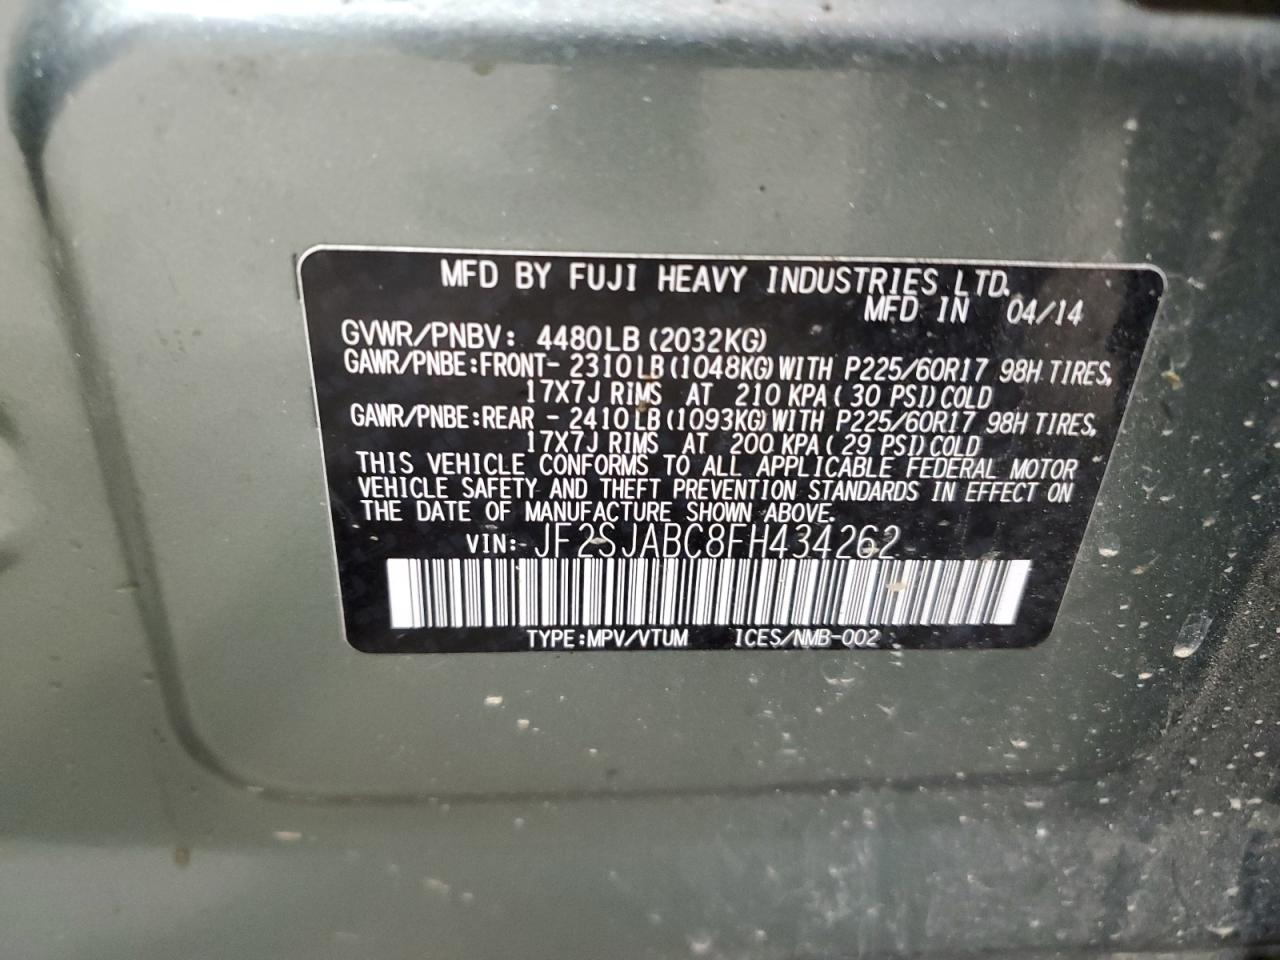 MFD BY FUJI HEAVY INDUSTRIES LTD.
MFD IN 04/14
GVWR/PNBV: 4480LB (2032KG)
GAWR/PNBE:FRONT- 2310LB (1048KG) WITH P225/60R17 98H TIRES,
17X7J RIMS AT 210 KPA ( 30 PSI) COLD
GAWR/PNBE:REAR - 2410LB (1093KG) WITH P225/60R17 98H TIRES,
17X7J RIMS AT 200 KPA ( 29 PSI) COLD
THIS VEHICLE CONFORMS TO ALL APPLICABLE FEDERAL MOTOR
VEHICLE SAFETY AND THEFT PREVENTION STANDARDS IN EFFECT ON
THE DATE OF MANUFACTURE SHOWN ABOVE.
VIN:- JF2SJABC8FH434262
TYPE:MPV/VTUM ICES/NMB-002